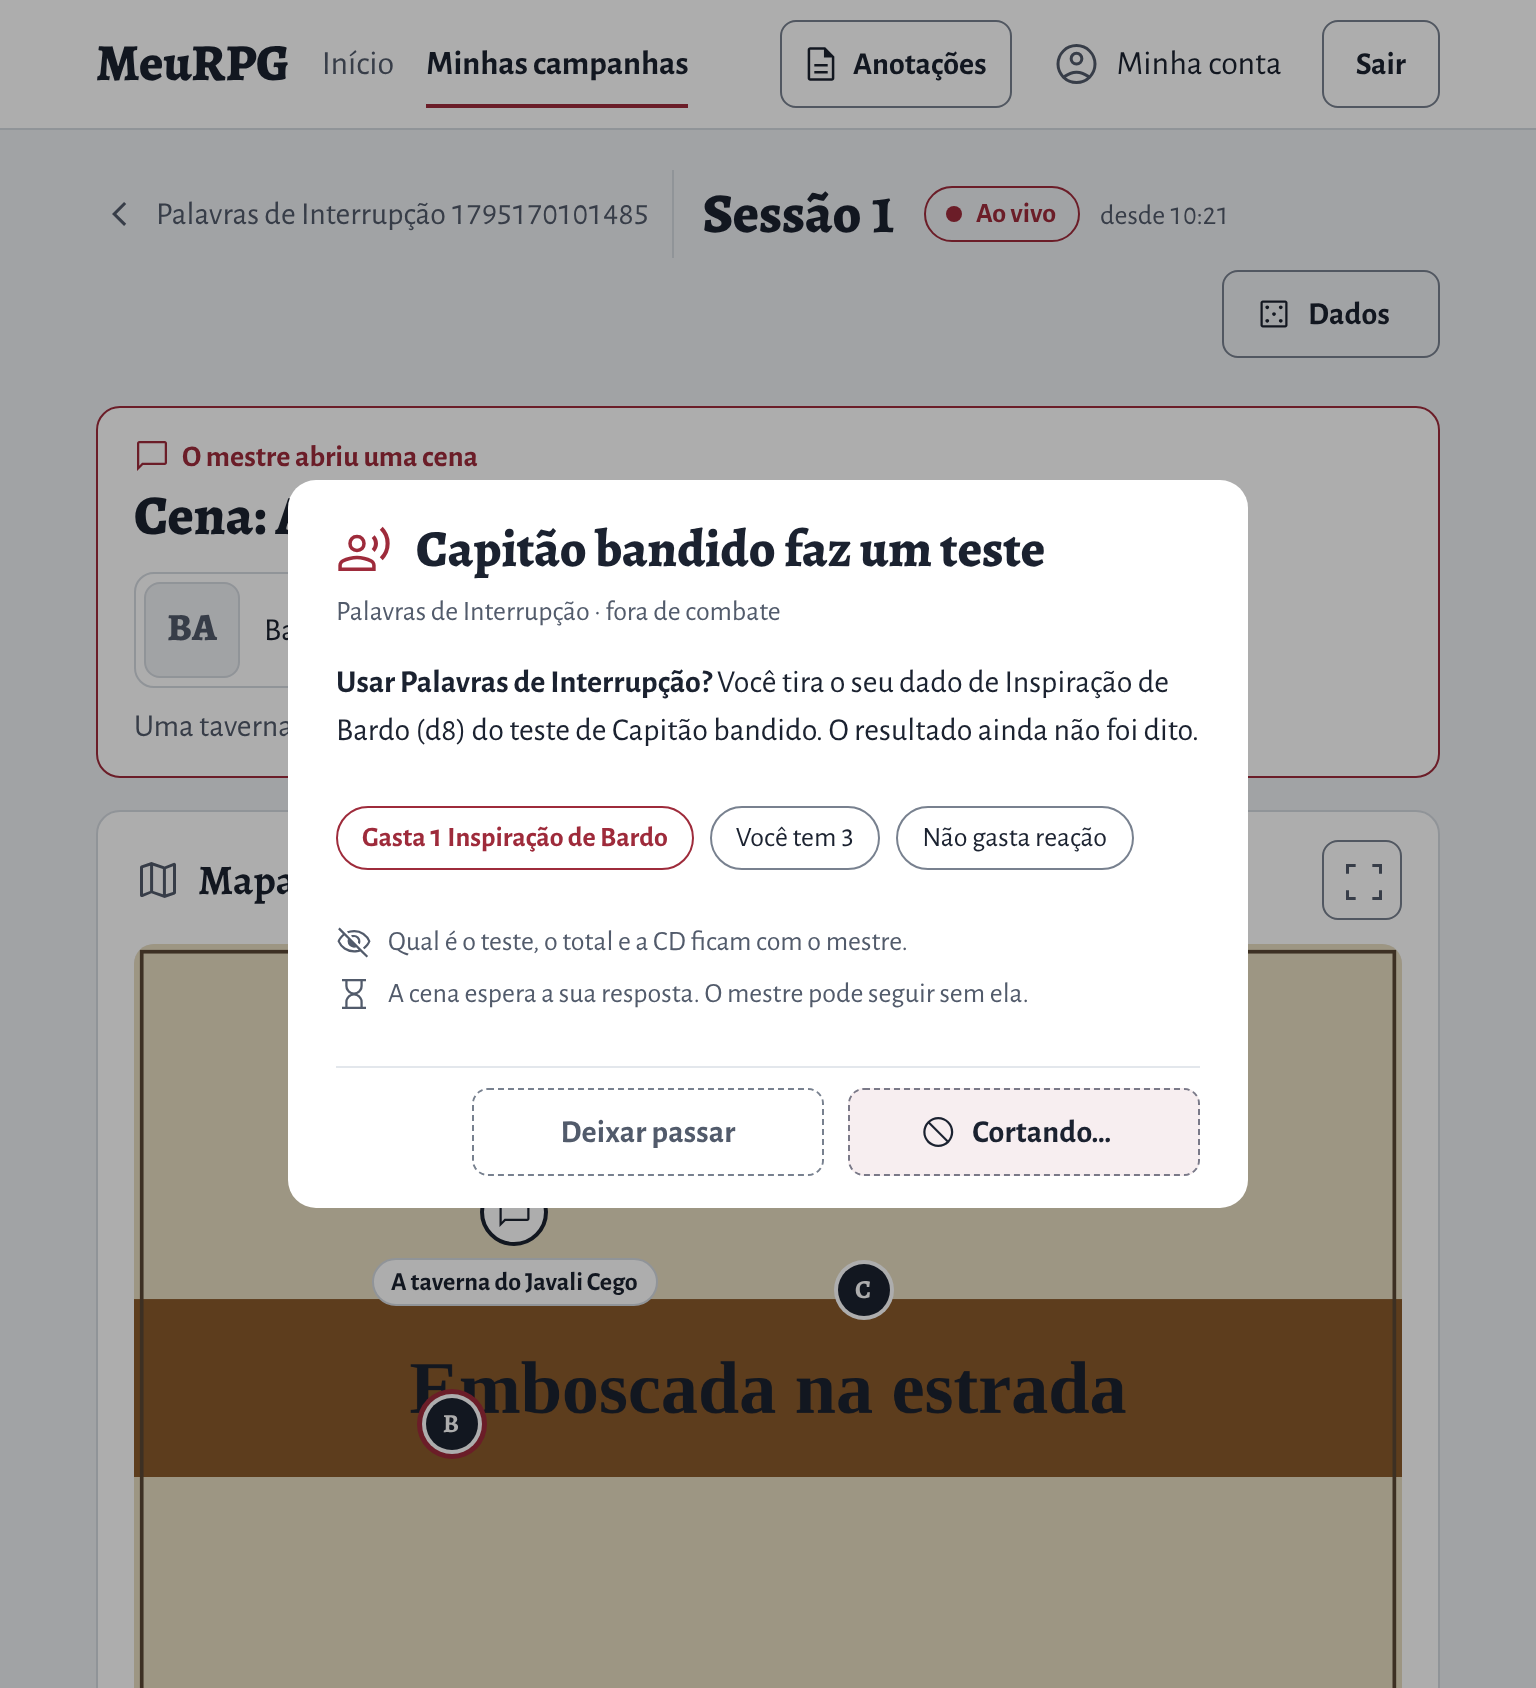 MeuRPG Início Minhas campanhas Anotações Minha conta Sair
Palavras de Interrupção 1795170101485 Sessão 1 Ao vivo desde 10:21
Dados
O mestre abriu uma cena
Cena:
BA
Uma taverna
Capitão bandido faz um teste
Palavras de Interrupção · fora de combate
Usar Palavras de Interrupção? Você tira o seu dado de Inspiração de
Bardo (d8) do teste de Capitão bandido. O resultado ainda não foi dito.
Gasta 1 Inspiração de Bardo Você tem 3 Não gasta reação
Mapa
Qual é o teste, o total e a CD ficam com o mestre.
A cena espera a sua resposta. O mestre pode seguir sem ela.
Deixar passar Cortando...
A taverna do Javali Cego
C
Emboscada na estrada
B